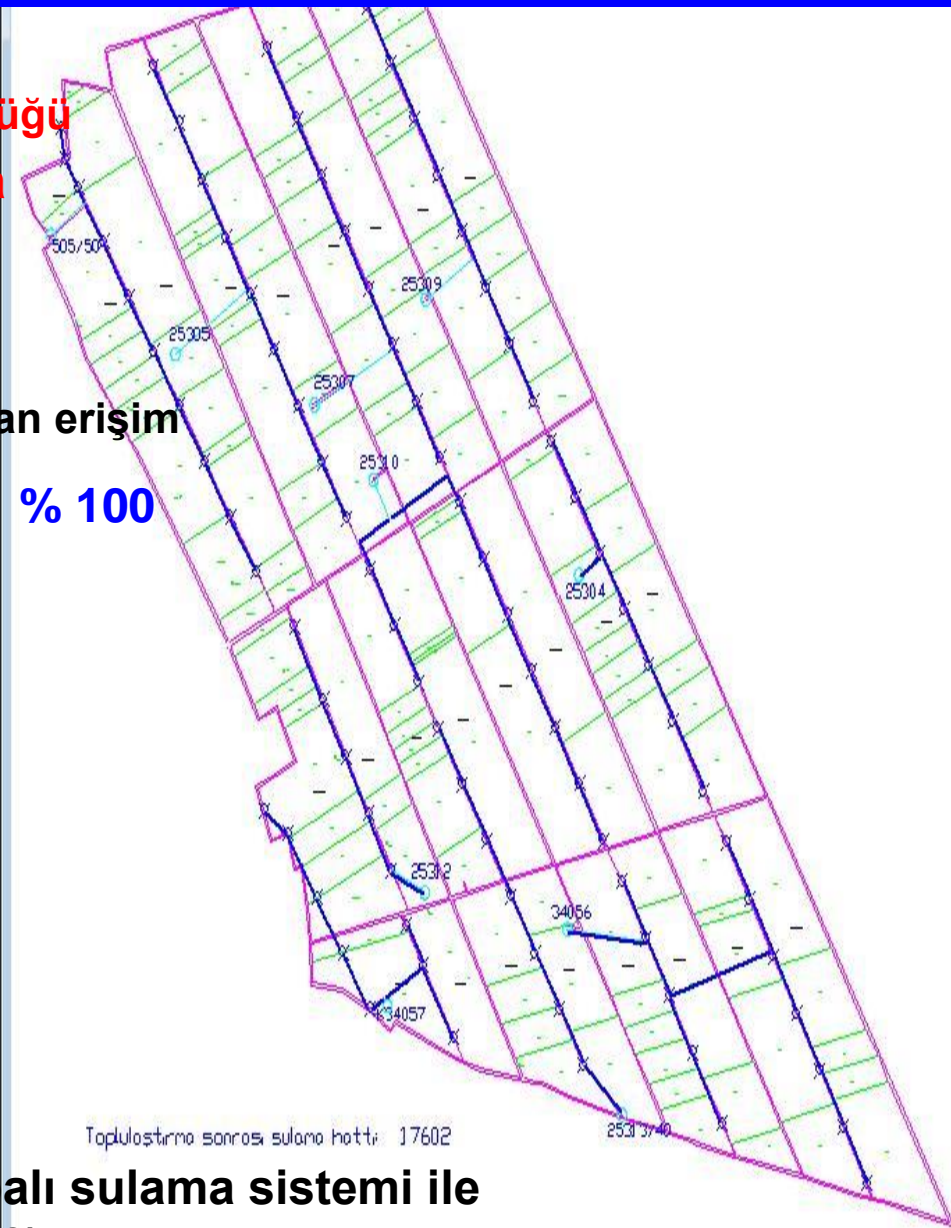 üğü
505/50
25309
25305
25307
an erişim
25310
% 100
25304
25312
34056
34057
25313/40
Toplulaştırma sonrası sulama hattı: 17602
alı sulama sistemi ile